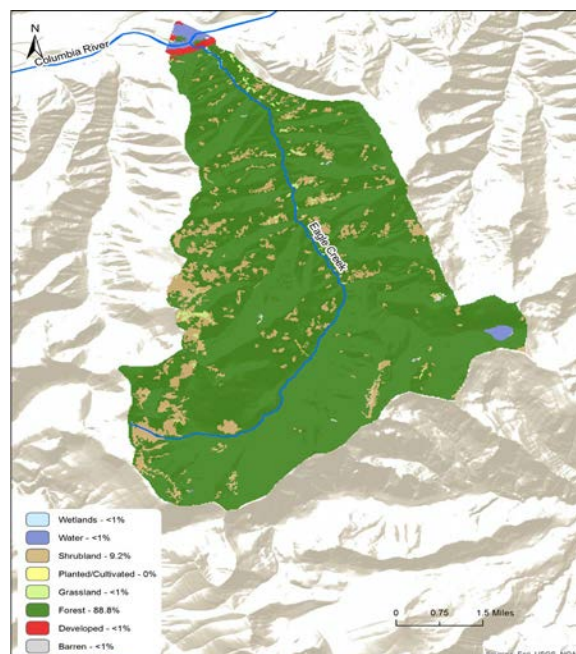 N
Columbia River
Eagle Creek
Wetlands - <1%
Water - <1%
Shrubland - 9.2%
Planted/Cultivated - 0%
Grassland - <1%
Forest - 88.8%
Developed - <1%
Barren - <1%
0 0.75 1.5 Miles